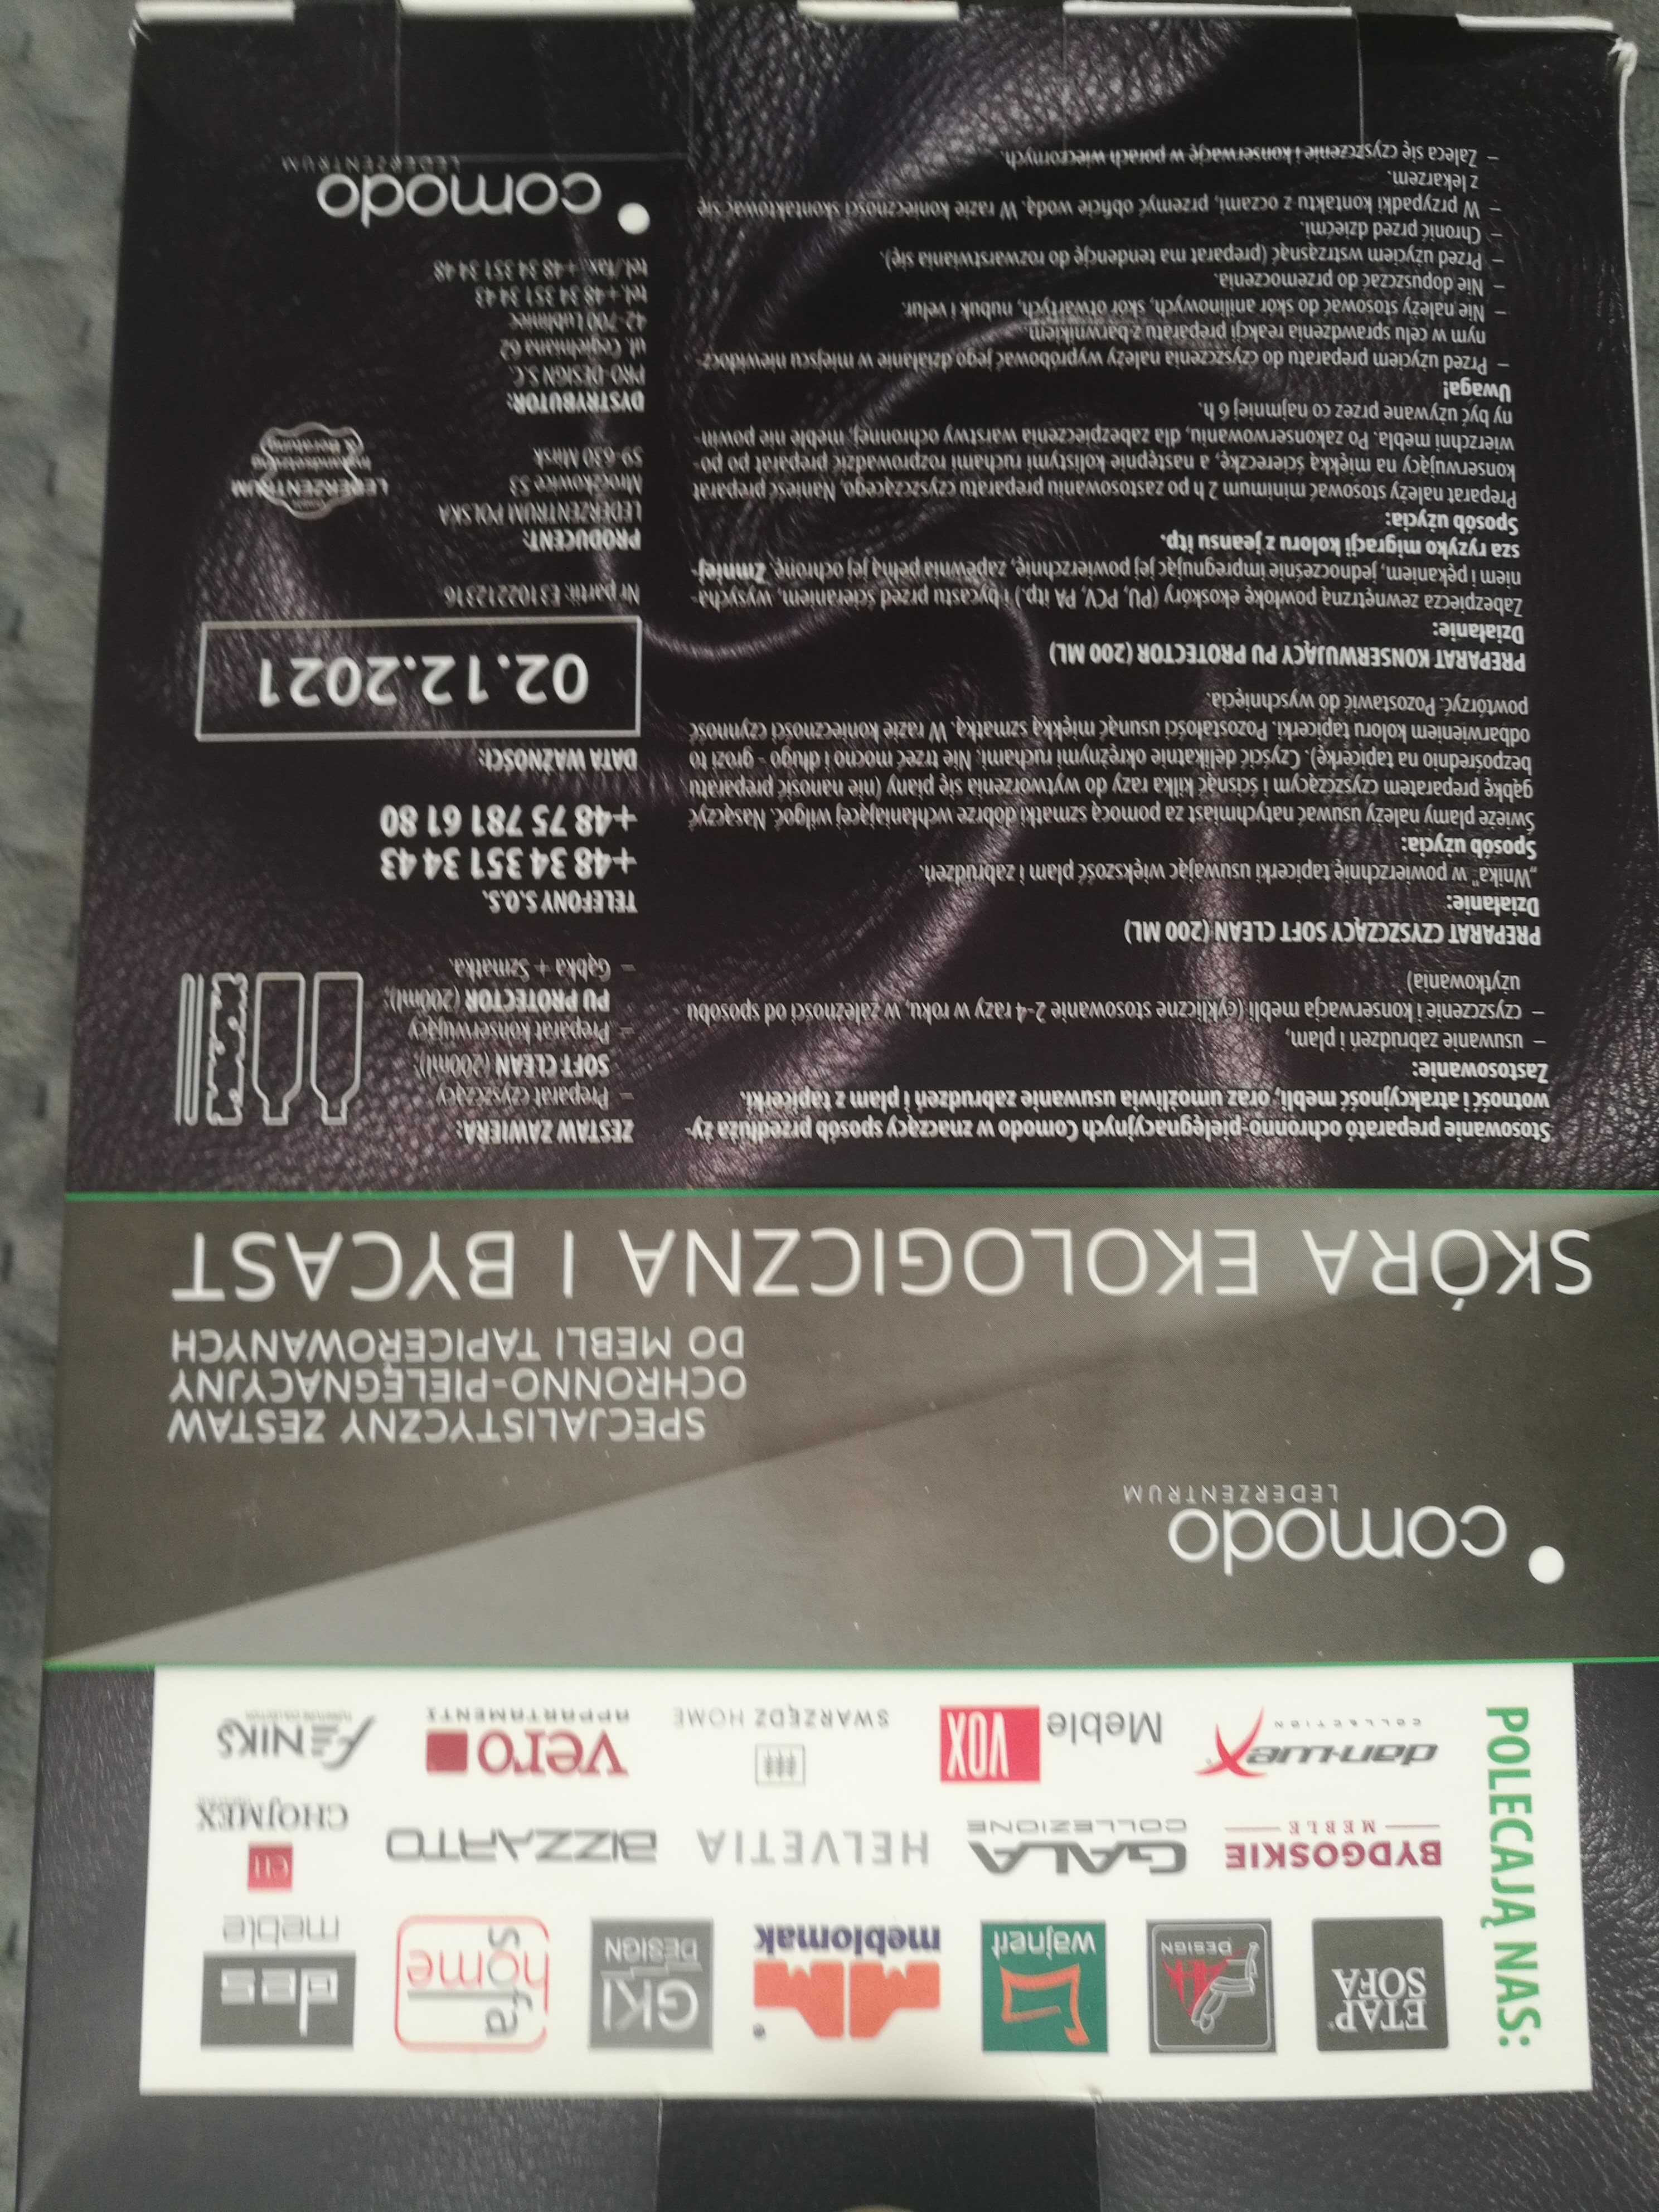 POLECAJĄ NAS:
ETAP
SOFA
DESIGN
wajnert
meblomak
GKI
DESIGN
sofa
home
des
meble
BYDGOSKIE
MEBLE
GALA
COLLEZIONE
HELVETIA
BIZZARTO
CHOJMEX
dan-mex
COLLECTION
Meble VOX
SWARZĘDZ HOME
vero
APPARTAMENTI
FENIKS
comodo
LEDERZENTRUM
SPECJALISTYCZNY ZESTAW
OCHRONNO-PIELĘGNACYJNY
DO MEBLI TAPICEROWANYCH
SKÓRA EKOLOGICZNA I BYCAST
Stosowanie preparató ochronno-pielęgnacyjnych Comodo w znaczący sposób przedłuża ży-
wotność i atrakcyjność mebli, oraz umożliwia usuwanie zabrudzeń i plam z tapicerki.
Zastosowanie:
– usuwanie zabrudzeń i plam,
– czyszczenie i konserwacja mebli (cykliczne stosowanie 2-4 razy w roku, w zależności od sposobu
użytkowania)
PREPARAT CZYSZCZĄCY SOFT CLEAN (200 ML)
Działanie:
„Wnika" w powierzchnię tapicerki usuwając większość plam i zabrudzeń.
Sposób użycia:
Świeże plamy należy usuwać natychmiast za pomocą szmatki dobrze wchłaniającej wilgoć. Nasączyć
gąbkę preparatem czyszczącym i ścisnąć kilka razy do wytworzenia się piany (nie nanosić preparatu
bezpośrednio na tapicerkę). Czyścić delikatnie okrężnymi ruchami. Nie trzeć mocno i długo - grozi to
odbarwieniem koloru tapicerki. Pozostałości usunąć miękką szmatką. W razie konieczności czynność
powtórzyć. Pozostawić do wyschnięcia.
PREPARAT KONSERWUJĄCY PU PROTECTOR (200 ML)
Działanie:
Zabezpiecza zewnętrzną powłokę ekoskóry (PU, PCV, PA itp.) i bycastu przed ścieraniem, wysycha-
niem i pękaniem, jednocześnie impregnując jej powierzchnię, zapewnia pełną jej ochronę. Zmniej-
sza ryzyko migracji koloru z jeansu itp.
Sposób użycia:
Preparat należy stosować minimum 2 h po zastosowaniu preparatu czyszczącego. Nanieść preparat
konserwujący na miękką ściereczkę, a następnie kolistymi ruchami rozprowadzić preparat po po-
wierzchni mebla. Po zakonserwowaniu, dla zabezpieczenia warstwy ochronnej, meble nie powin-
ny być używane przez co najmniej 6 h.
Uwaga!
– Przed użyciem preparatu do czyszczenia należy wypróbować jego działanie w miejscu niewidocz-
nym w celu sprawdzenia reakcji preparatu z barwnikiem
– Nie należy stosować do skór anilinowych, skór otwartych, nubuk i velur.
– Nie dopuszczać do przemoczenia.
– Przed użyciem wstrząsnąć (preparat ma tendencję do rozwarstwiania się).
– Chronić przed dziećmi.
– W przypadki kontaktu z oczami, przemyć obficie wodą. W razie konieczności skontaktować się
z lekarzem.
– Zaleca się czyszczenie i konserwację w porach wieczornych.
ZESTAW ZAWIERA:
– Preparat czyszczący
SOFT CLEAN (200ml);
– Preparat konserwujący
PU PROTECTOR (200ml);
– Gąbka + Szmatka.
TELEFONY S.O.S.
+48 34 351 34 43
+48 75 781 61 80
DATA WAŻNOŚCI:
02.12.2021
Nr partii: E3102212316
PRODUCENT:
LEDERZENTRUM POLSKA
Mroczkowice 53
59-630 Mirsk
LEDERZENTRUM
DYSTRYBUTOR:
PRO-DESIGN S.C.
ul. Cegielniana 62
42-700 Lubliniec
tel. +48 34 351 34 43
tel./fax: +48 34 351 34 48
comodo
LEDERZENTRUM